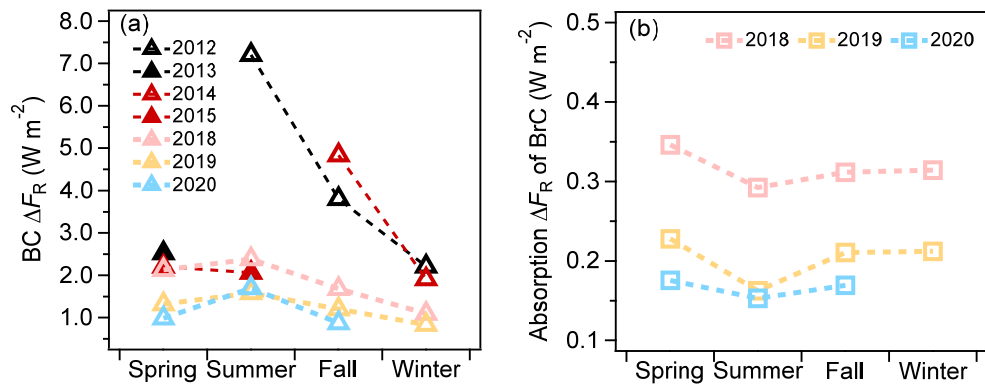 (a)
BC ΔF_R (W m⁻²)
8.0
7.0
6.0
5.0
4.0
3.0
2.0
1.0
2012
2013
2014
2015
2018
2019
2020
Spring Summer Fall Winter
(b)
Absorption ΔF_R of BrC (W m⁻²)
0.5
0.4
0.3
0.2
0.1
2018 2019 2020
Spring Summer Fall Winter